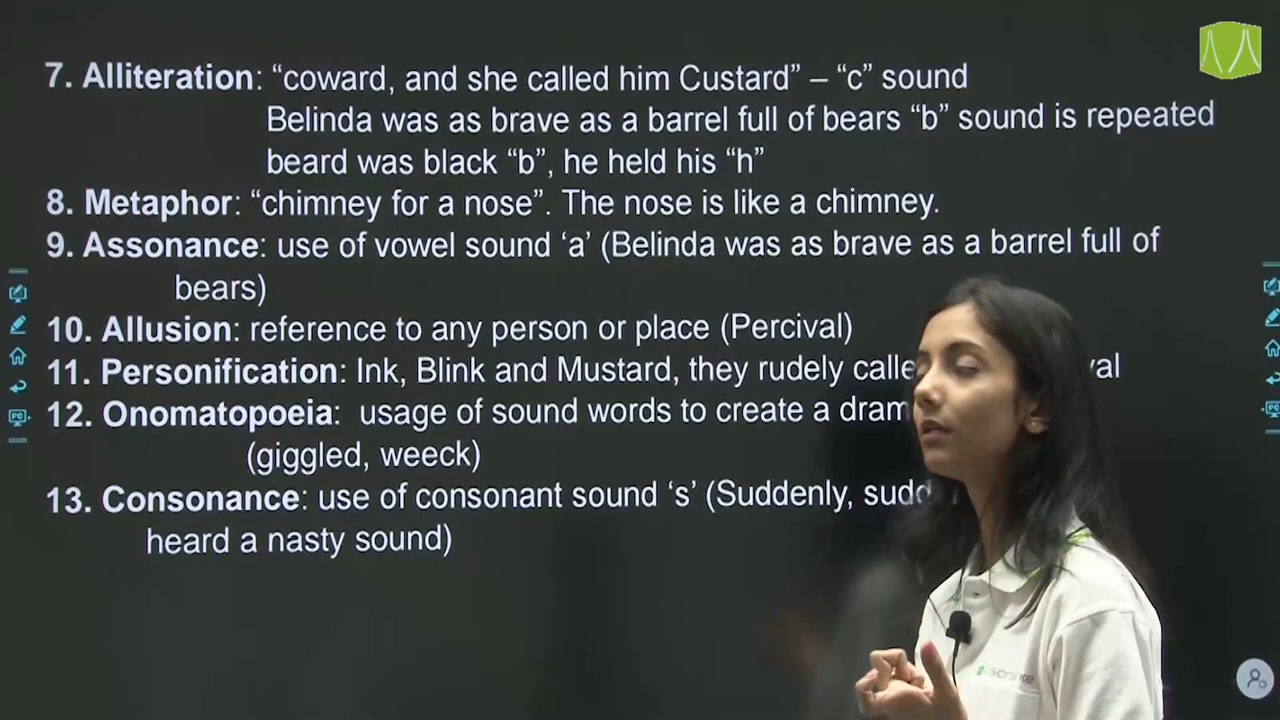 7. Alliteration: “coward, and she called him Custard” – “c” sound
Belinda was as brave as a barrel full of bears “b” sound is repeated
beard was black “b”, he held his “h”
8. Metaphor: “chimney for a nose”. The nose is like a chimney.
9. Assonance: use of vowel sound ‘a’ (Belinda was as brave as a barrel full of
bears)
10. Allusion: reference to any person or place (Percival)
11. Personification: Ink, Blink and Mustard, they rudely
12. Onomatopoeia: usage of sound words to create a
(giggled, weeck)
13. Consonance: use of consonant sound ‘s’ (Suddenly,
heard a nasty sound)